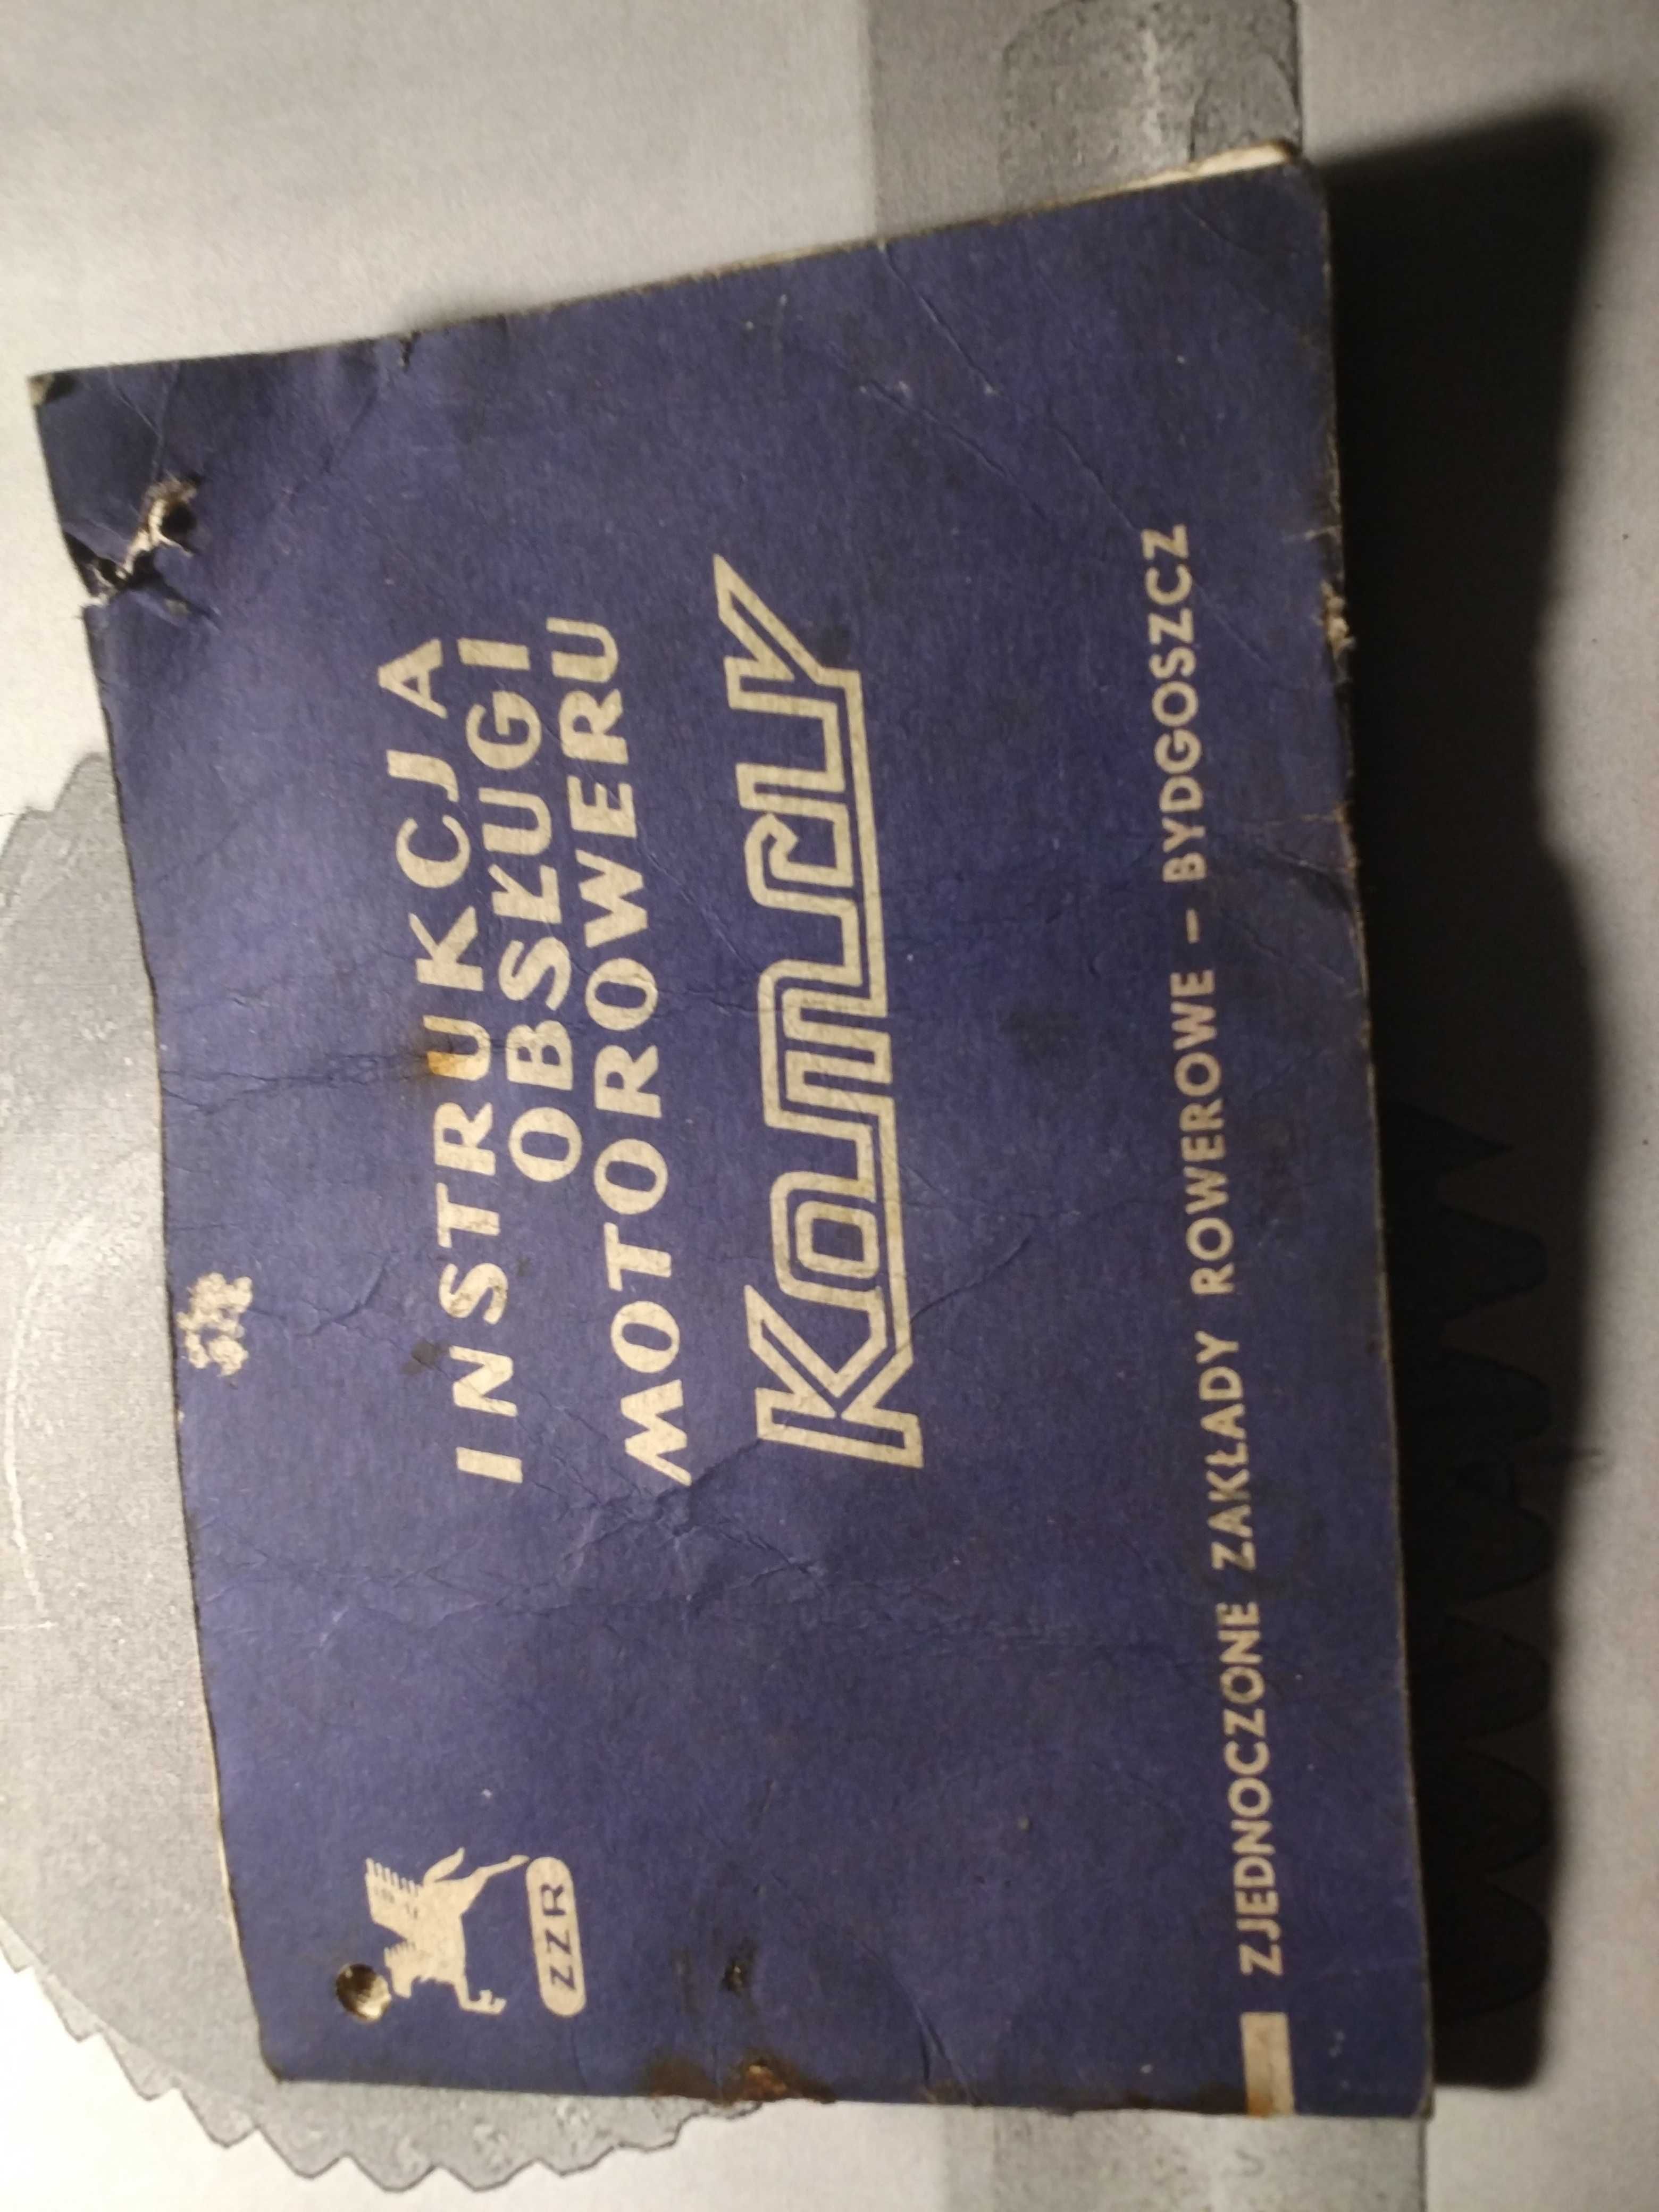 ZZR
INSTRUKCJA
OBSŁUGI
MOTOROWERU
Komar
ZJEDNOCZONE ZAKŁADY ROWEROWE – BYDGOSZCZ